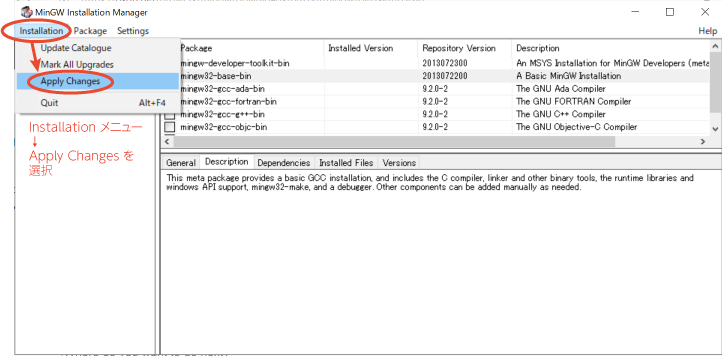 MinGW Installation Manager
Installation Package Settings Help
Update Catalogue
Mark All Upgrades
Apply Changes
Quit Alt+F4
Package Installed Version Repository Version Description
mingw-developer-toolkit-bin 2013072300 An MSYS Installation for MinGW Developers (meta
mingw32-base-bin 2013072200 A Basic MinGW Installation
mingw32-gcc-ada-bin 9.2.0-2 The GNU Ada Compiler
mingw32-gcc-fortran-bin 9.2.0-2 The GNU FORTRAN Compiler
mingw32-gcc-g++-bin 9.2.0-2 The GNU C++ Compiler
mingw32-gcc-objc-bin 9.2.0-2 The GNU Objective-C Compiler
Installation メニュー
↓
Apply Changes を
選択
General Description Dependencies Installed Files Versions
This meta package provides a basic GCC installation, and includes the C compiler, linker and other binary tools, the runtime libraries and
windows API support, mingw32-make, and a debugger. Other components can be added manually as needed.